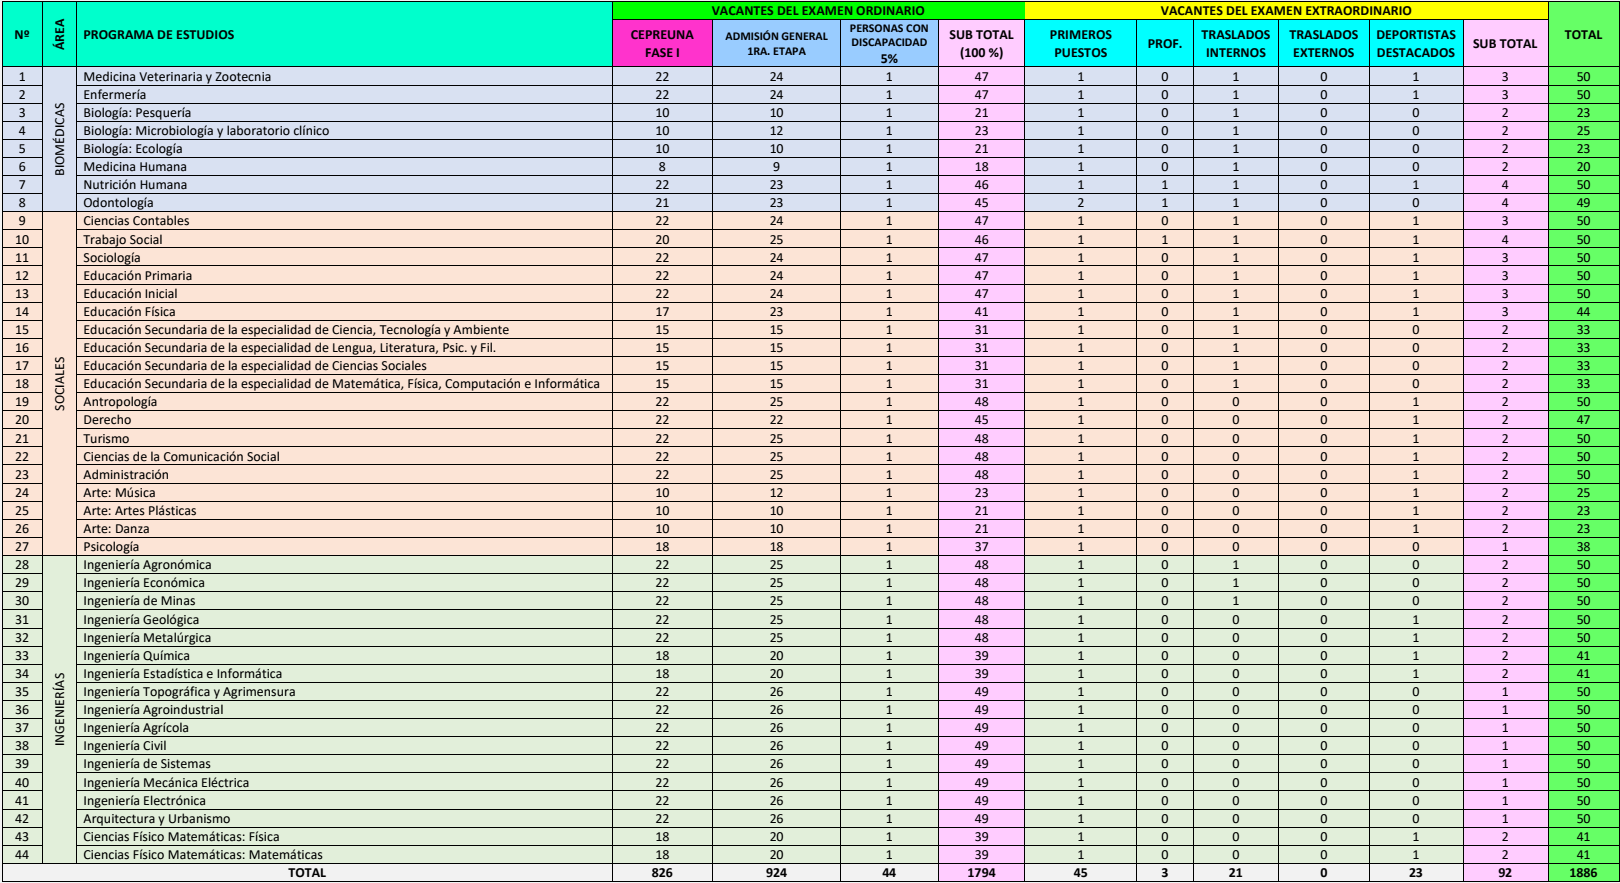 VACANTES DEL EXAMEN ORDINARIO VACANTES DEL EXAMEN EXTRAORDINARIO
Nº ÁREA PROGRAMA DE ESTUDIOS CEPREUNA FASE I ADMISIÓN GENERAL 1RA. ETAPA PERSONAS CON DISCAPACIDAD 5% SUB TOTAL (100 %) PRIMEROS PUESTOS PROF. TRASLADOS INTERNOS TRASLADOS EXTERNOS DEPORTISTAS DESTACADOS SUB TOTAL TOTAL
BIOMÉDICAS
1 Medicina Veterinaria y Zootecnia 22 24 1 47 1 0 1 0 1 3 50
2 Enfermería 22 24 1 47 1 0 1 0 1 3 50
3 Biología: Pesquería 10 10 1 21 1 0 1 0 0 2 23
4 Biología: Microbiología y laboratorio clínico 10 12 1 23 1 0 1 0 0 2 25
5 Biología: Ecología 10 10 1 21 1 0 1 0 0 2 23
6 Medicina Humana 8 9 1 18 1 0 1 0 0 2 20
7 Nutrición Humana 22 23 1 46 1 1 1 0 1 4 50
8 Odontología 21 23 1 45 2 1 1 0 0 4 49
SOCIALES
9 Ciencias Contables 22 24 1 47 1 0 1 0 1 3 50
10 Trabajo Social 20 25 1 46 1 1 1 0 1 4 50
11 Sociología 22 24 1 47 1 0 1 0 1 3 50
12 Educación Primaria 22 24 1 47 1 0 1 0 1 3 50
13 Educación Inicial 22 24 1 47 1 0 1 0 1 3 50
14 Educación Física 17 23 1 41 1 0 1 0 1 3 44
15 Educación Secundaria de la especialidad de Ciencia, Tecnología y Ambiente 15 15 1 31 1 0 1 0 0 2 33
16 Educación Secundaria de la especialidad de Lengua, Literatura, Psic. y Fil. 15 15 1 31 1 0 1 0 0 2 33
17 Educación Secundaria de la especialidad de Ciencias Sociales 15 15 1 31 1 0 1 0 0 2 33
18 Educación Secundaria de la especialidad de Matemática, Física, Computación e Informática 15 15 1 31 1 0 1 0 0 2 33
19 Antropología 22 25 1 48 1 0 0 0 1 2 50
20 Derecho 22 22 1 45 1 0 0 0 1 2 47
21 Turismo 22 25 1 48 1 0 0 0 1 2 50
22 Ciencias de la Comunicación Social 22 25 1 48 1 0 0 0 1 2 50
23 Administración 22 25 1 48 1 0 0 0 1 2 50
24 Arte: Música 10 12 1 23 1 0 0 0 1 2 25
25 Arte: Artes Plásticas 10 10 1 21 1 0 0 0 1 2 23
26 Arte: Danza 10 10 1 21 1 0 0 0 1 2 23
27 Psicología 18 18 1 37 1 0 0 0 0 1 38
INGENIERÍAS
28 Ingeniería Agronómica 22 25 1 48 1 0 1 0 0 2 50
29 Ingeniería Económica 22 25 1 48 1 0 1 0 0 2 50
30 Ingeniería de Minas 22 25 1 48 1 0 1 0 0 2 50
31 Ingeniería Geológica 22 25 1 48 1 0 0 0 1 2 50
32 Ingeniería Metalúrgica 22 25 1 48 1 0 0 0 1 2 50
33 Ingeniería Química 18 20 1 39 1 0 0 0 1 2 41
34 Ingeniería Estadística e Informática 18 20 1 39 1 0 0 0 1 2 41
35 Ingeniería Topográfica y Agrimensura 22 26 1 49 1 0 0 0 0 1 50
36 Ingeniería Agroindustrial 22 26 1 49 1 0 0 0 0 1 50
37 Ingeniería Agrícola 22 26 1 49 1 0 0 0 0 1 50
38 Ingeniería Civil 22 26 1 49 1 0 0 0 0 1 50
39 Ingeniería de Sistemas 22 26 1 49 1 0 0 0 0 1 50
40 Ingeniería Mecánica Eléctrica 22 26 1 49 1 0 0 0 0 1 50
41 Ingeniería Electrónica 22 26 1 49 1 0 0 0 0 1 50
42 Arquitectura y Urbanismo 22 26 1 49 1 0 0 0 0 1 50
43 Ciencias Físico Matemáticas: Física 18 20 1 39 1 0 0 0 1 2 41
44 Ciencias Físico Matemáticas: Matemáticas 18 20 1 39 1 0 0 0 1 2 41
TOTAL 826 924 44 1794 45 3 21 0 23 92 1886